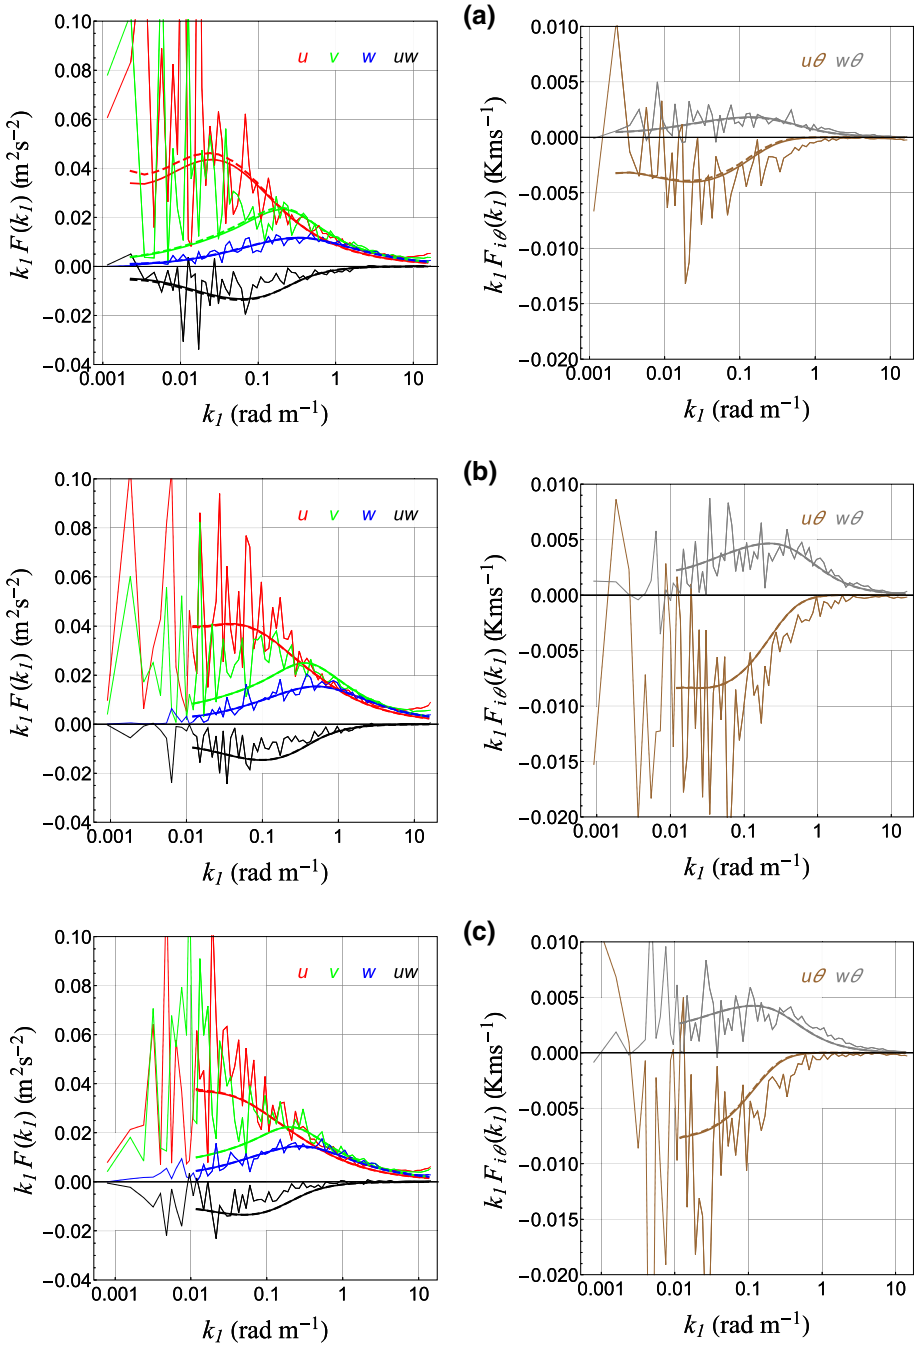 (a)
0.10
0.08
0.06
0.04
0.02
0.00
−0.02
−0.04
k₁ F(k₁) (m²s⁻²)
u v w uw
0.001 0.01 0.1 1 10
k₁ (rad m⁻¹)
0.010
0.005
0.000
−0.005
−0.010
−0.015
−0.020
k₁ Fᵢθ(k₁) (Kms⁻¹)
uθ wθ
0.001 0.01 0.1 1 10
k₁ (rad m⁻¹)
(b)
0.10
0.08
0.06
0.04
0.02
0.00
−0.02
−0.04
k₁ F(k₁) (m²s⁻²)
u v w uw
0.001 0.01 0.1 1 10
k₁ (rad m⁻¹)
0.010
0.005
0.000
−0.005
−0.010
−0.015
−0.020
k₁ Fᵢθ(k₁) (Kms⁻¹)
uθ wθ
0.001 0.01 0.1 1 10
k₁ (rad m⁻¹)
(c)
0.10
0.08
0.06
0.04
0.02
0.00
−0.02
−0.04
k₁ F(k₁) (m²s⁻²)
u v w uw
0.001 0.01 0.1 1 10
k₁ (rad m⁻¹)
0.010
0.005
0.000
−0.005
−0.010
−0.015
−0.020
k₁ Fᵢθ(k₁) (Kms⁻¹)
uθ wθ
0.001 0.01 0.1 1 10
k₁ (rad m⁻¹)